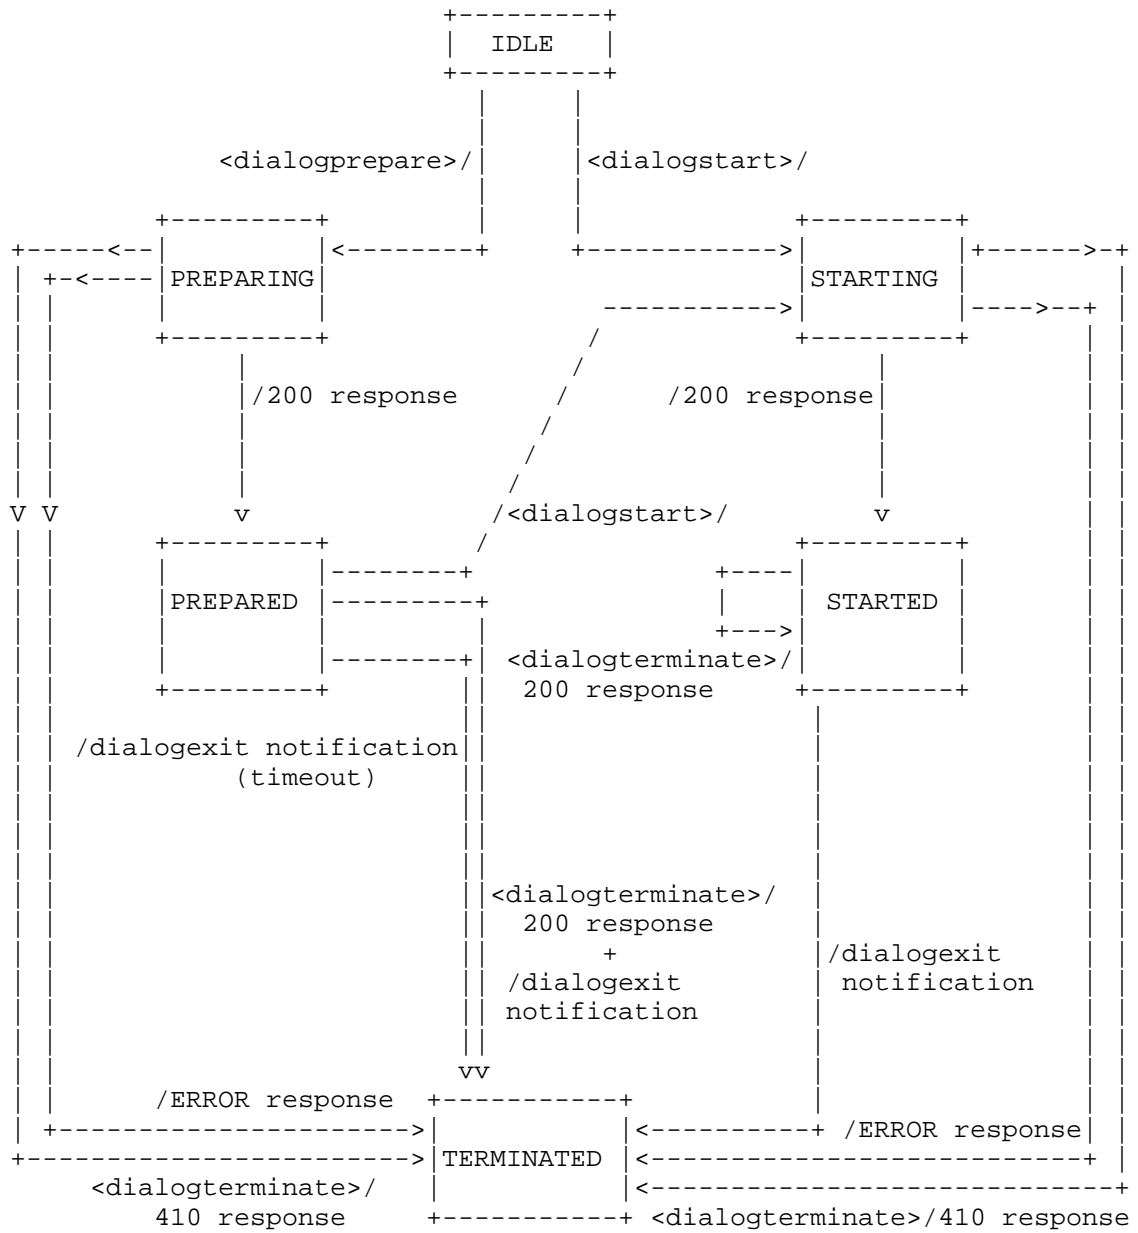 IDLE
<dialogprepare>/ <dialogstart>/
PREPARING STARTING
/200 response /200 response
V V v /<dialogstart>/ v
PREPARED STARTED
<dialogterminate>/
200 response
/dialogexit notification
(timeout)
<dialogterminate>/
200 response
+ /dialogexit
/dialogexit notification
notification
vv
/ERROR response
/ERROR response
TERMINATED
<dialogterminate>/
410 response <dialogterminate>/410 response